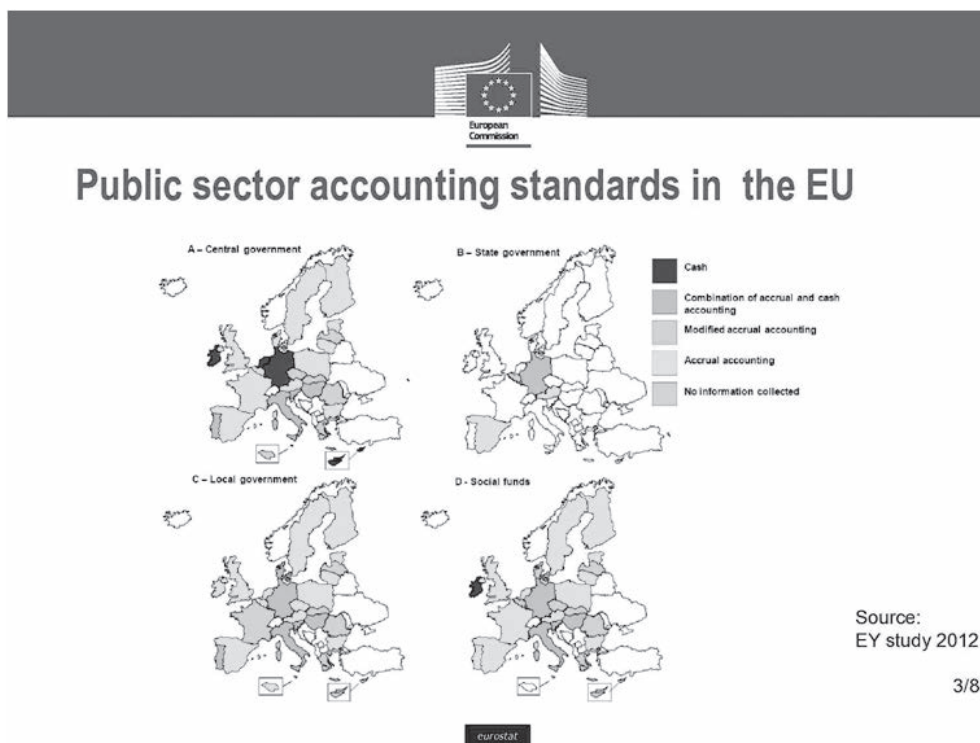 European
Commission
Public sector accounting standards in the EU
A – Central government
B – State government
Cash
Combination of accrual and cash
accounting
Modified accrual accounting
Accrual accounting
No information collected
C – Local government
D - Social funds
Source:
EY study 2012
3/8
eurostat